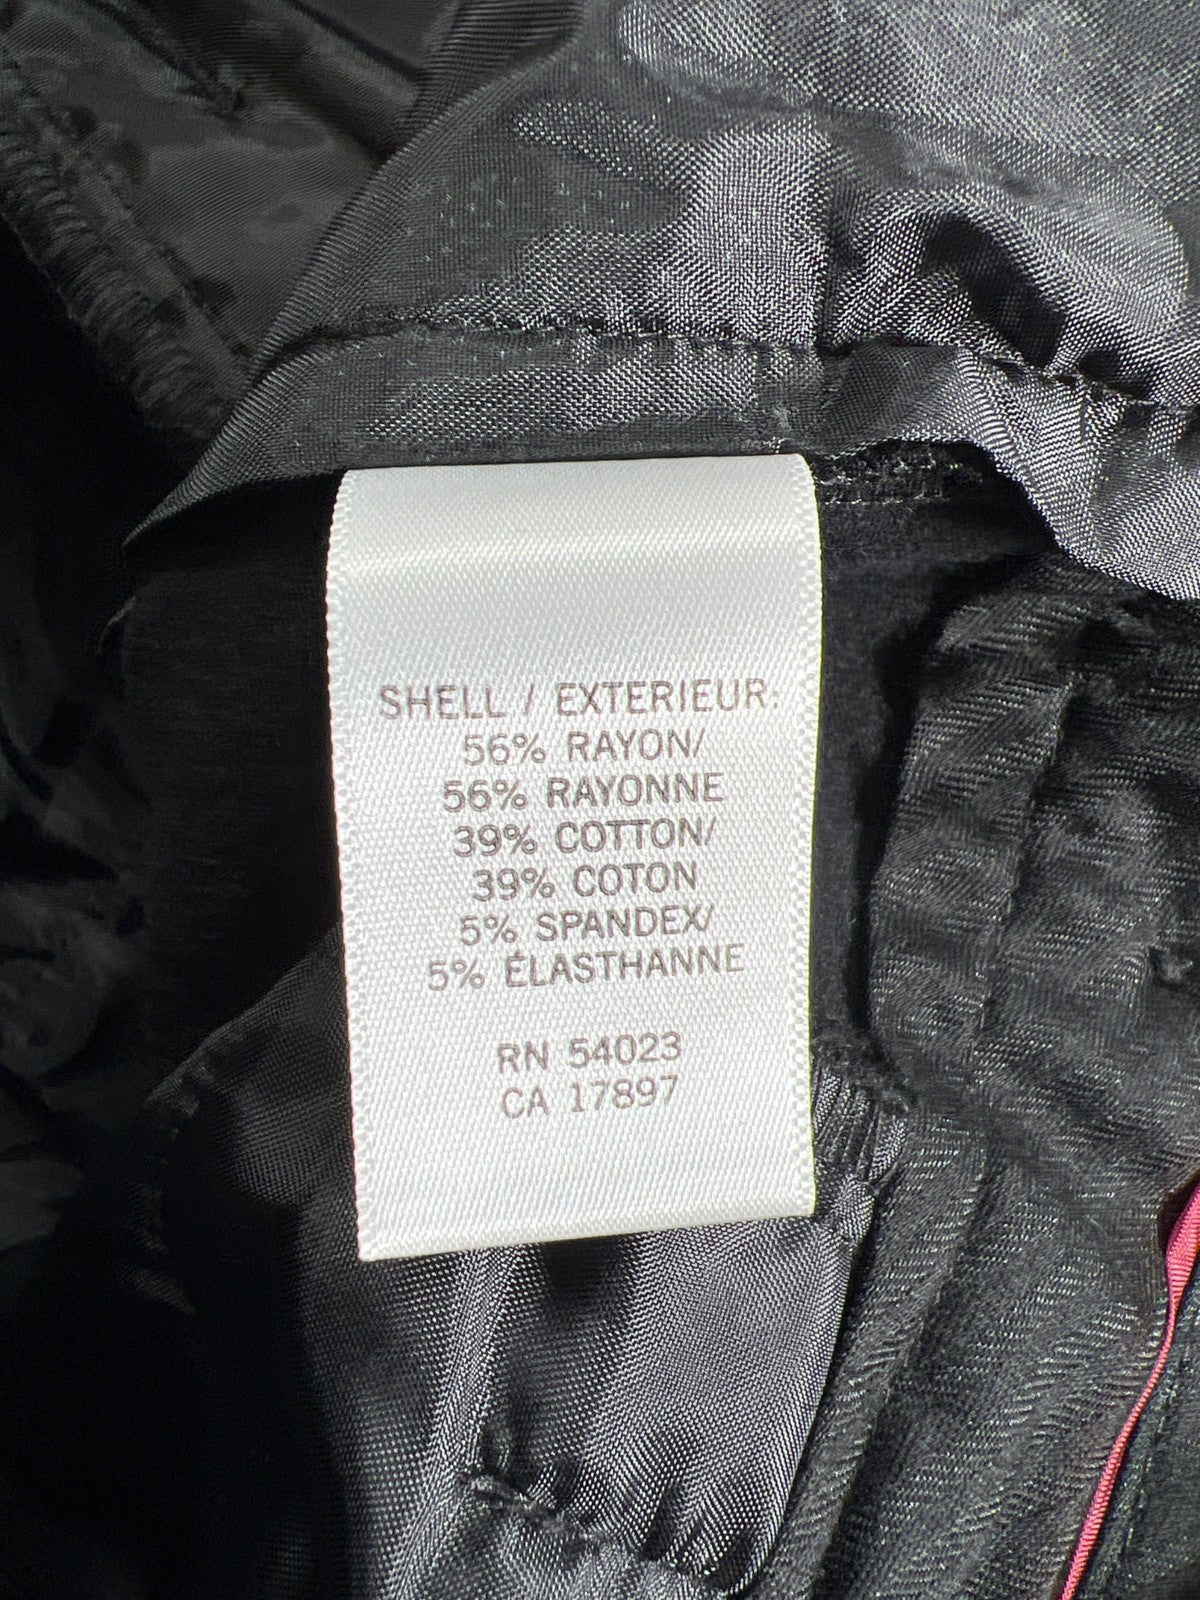 SHELL / EXTERIEUR:
56% RAYON/
56% RAYONNE
39% COTTON/
39% COTON
5% SPANDEX/
5% ÉLASTHANNE
RN 54023
CA 17897